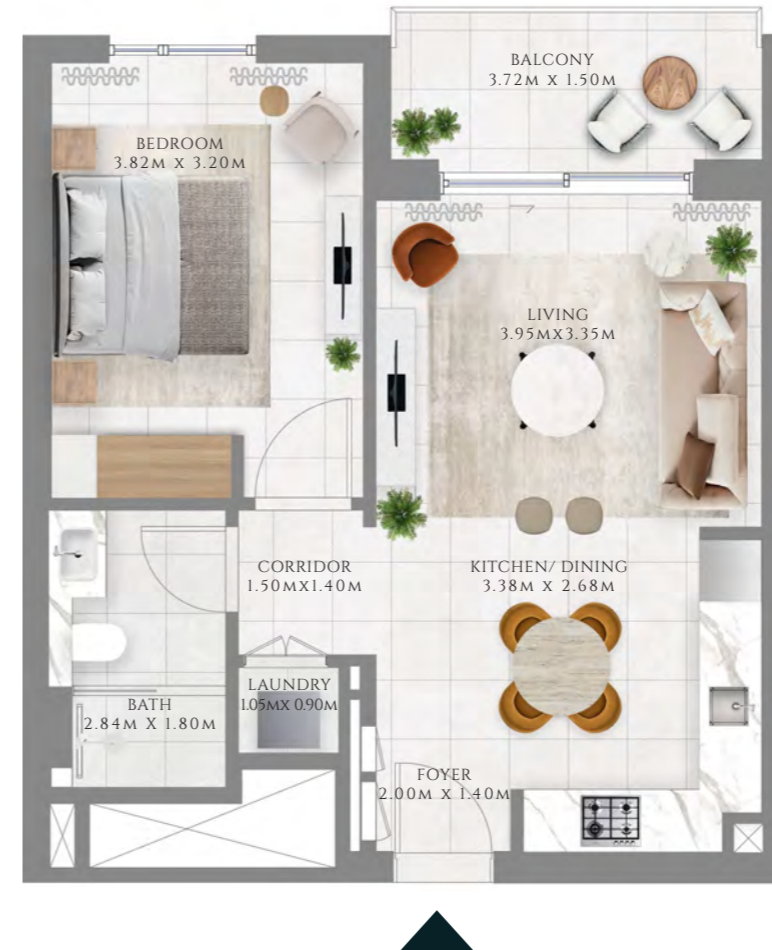 BALCONY
3.72M X 1.50M
BEDROOM
3.82M X 3.20M
LIVING
3.95MX3.35M
CORRIDOR
1.50MX1.40M
KITCHEN/ DINING
3.38M X 2.68M
LAUNDRY
1.05MX 0.90M
BATH
2.84M X 1.80M
FOYER
2.00M X 1.40M